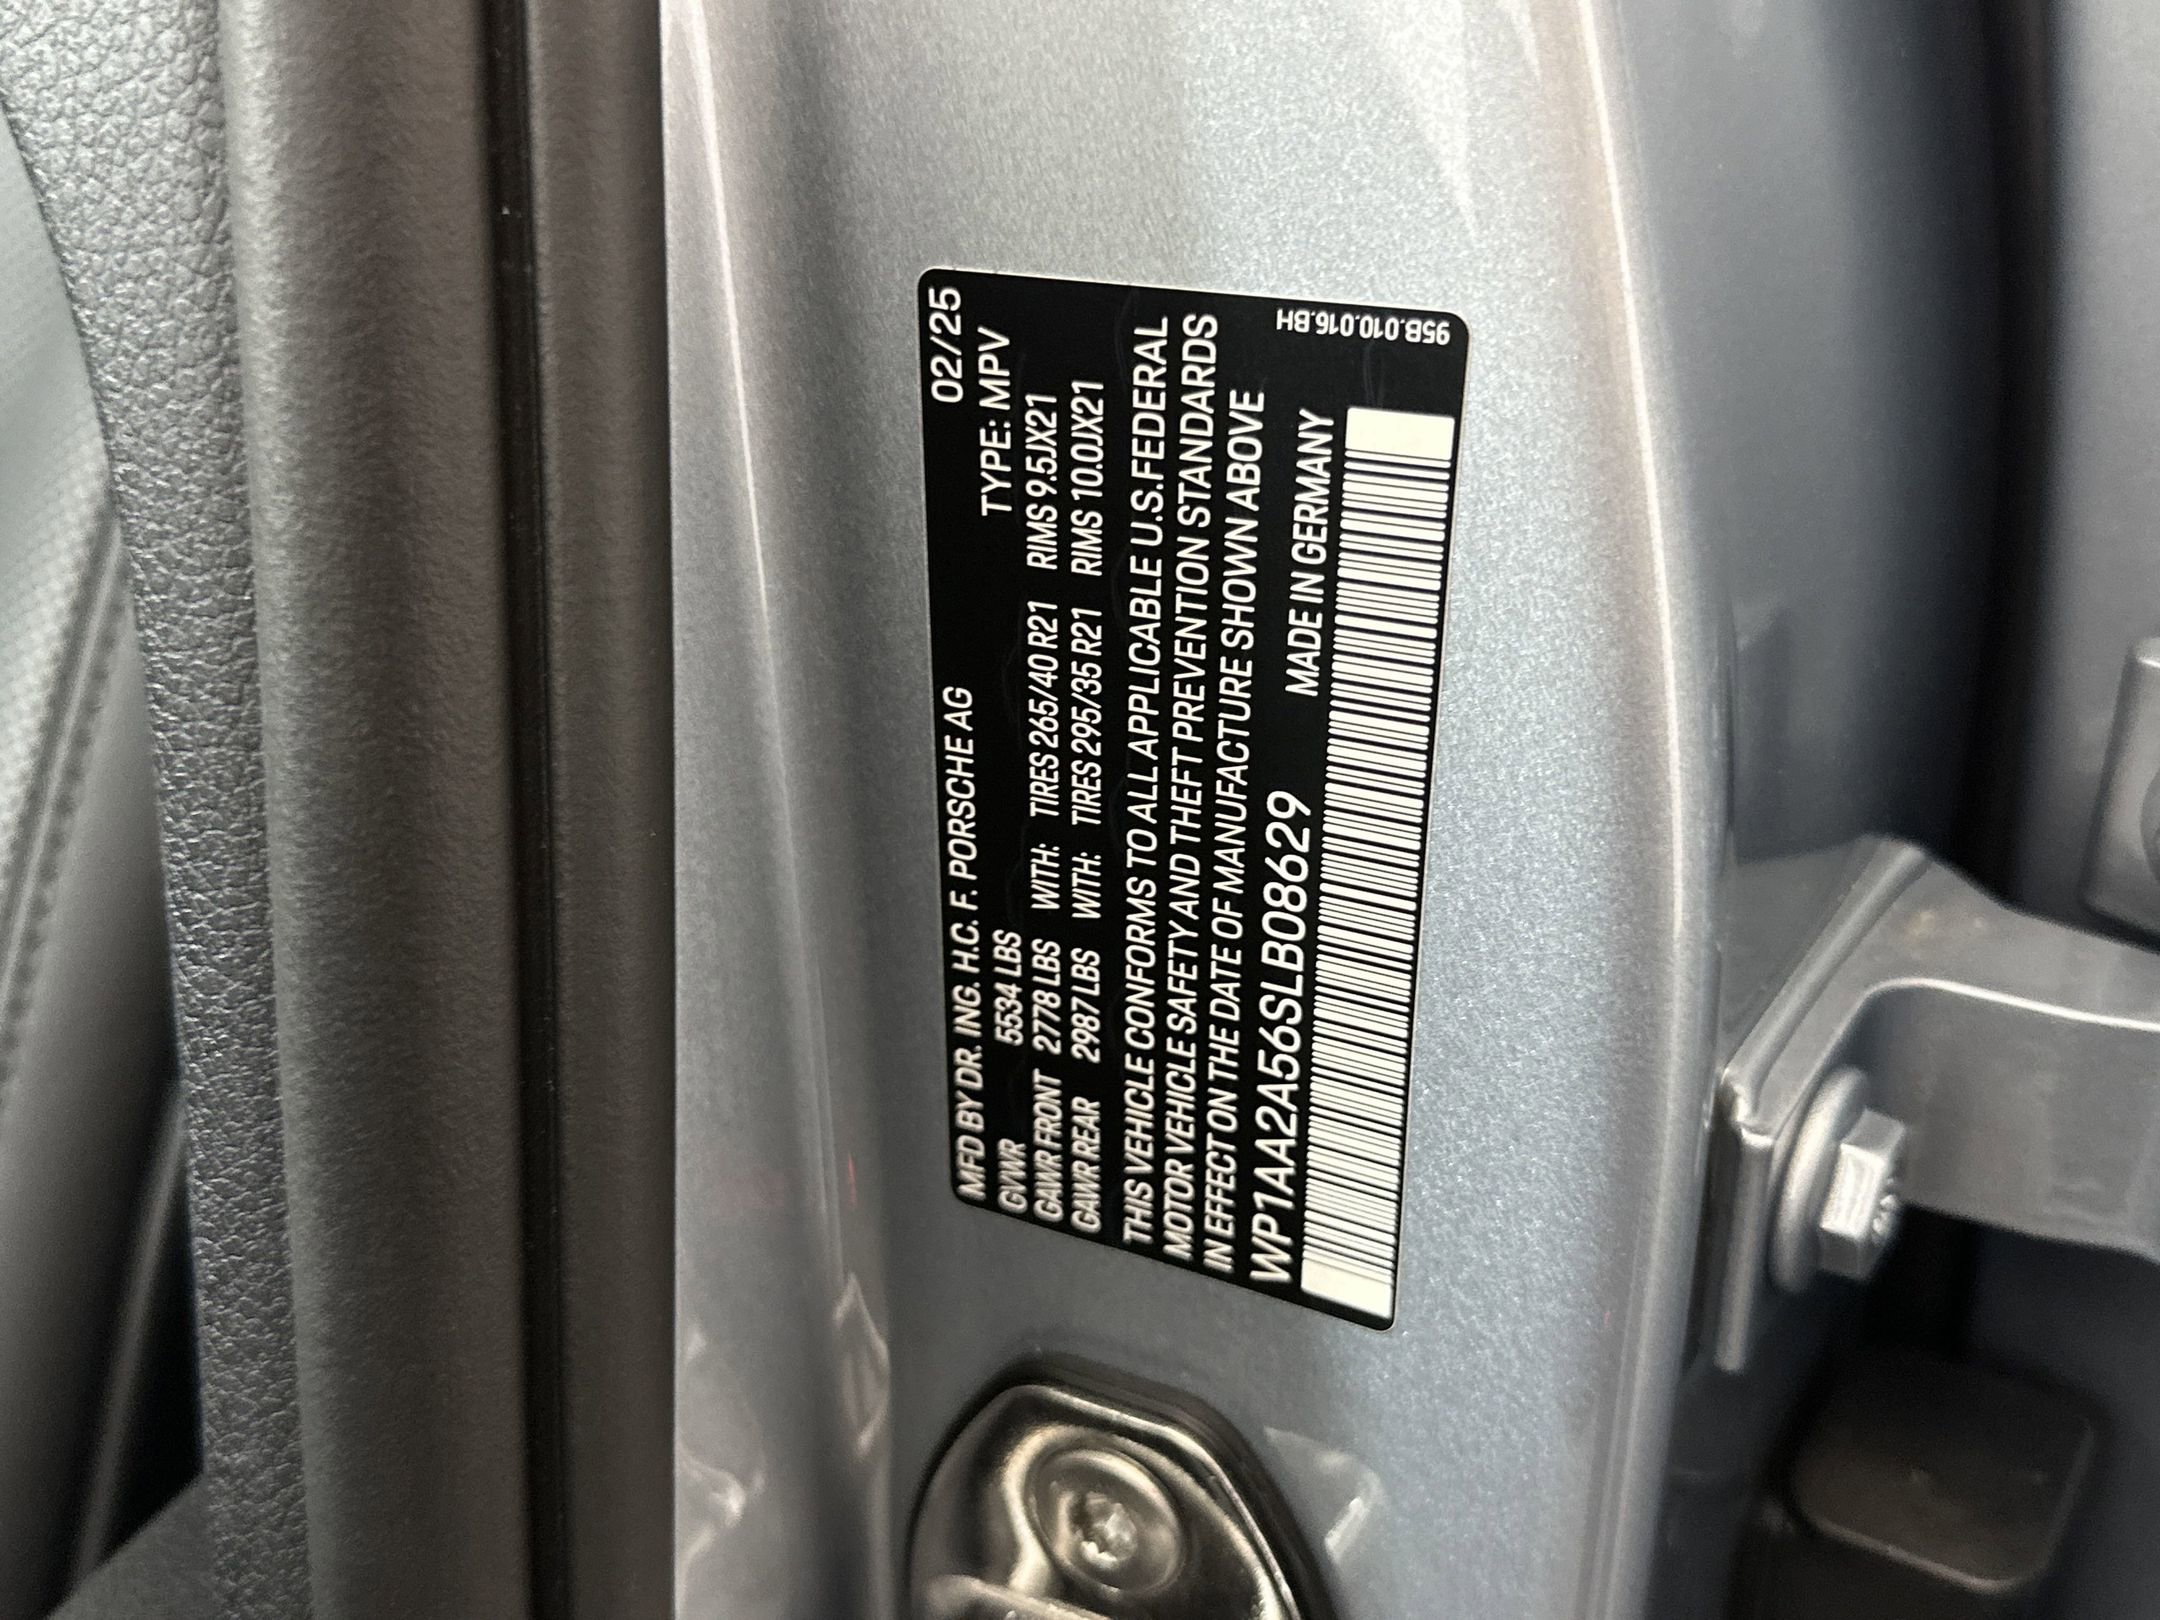 MFD BY DR. ING. H.C. F. PORSCHE AG 02/25
GVWR 5534 LBS TYPE: MPV
GAWR FRONT 2778 LBS WITH: TIRES 265/40 R21 RIMS 9.5JX21
GAWR REAR 2987 LBS WITH: TIRES 295/35 R21 RIMS 10.0JX21
THIS VEHICLE CONFORMS TO ALL APPLICABLE U.S.FEDERAL
MOTOR VEHICLE SAFETY AND THEFT PREVENTION STANDARDS
IN EFFECT ON THE DATE OF MANUFACTURE SHOWN ABOVE
WP1AA2A56SLB08629 MADE IN GERMANY
95B.010.016.BH